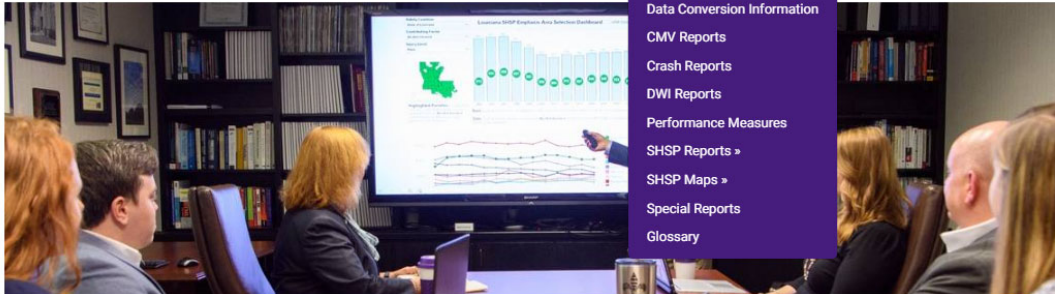 Louisiana SHSP Emphasis Area Selection Dashboard
Data Conversion Information
CMV Reports
Crash Reports
DWI Reports
Performance Measures
SHSP Reports »
SHSP Maps »
Special Reports
Glossary